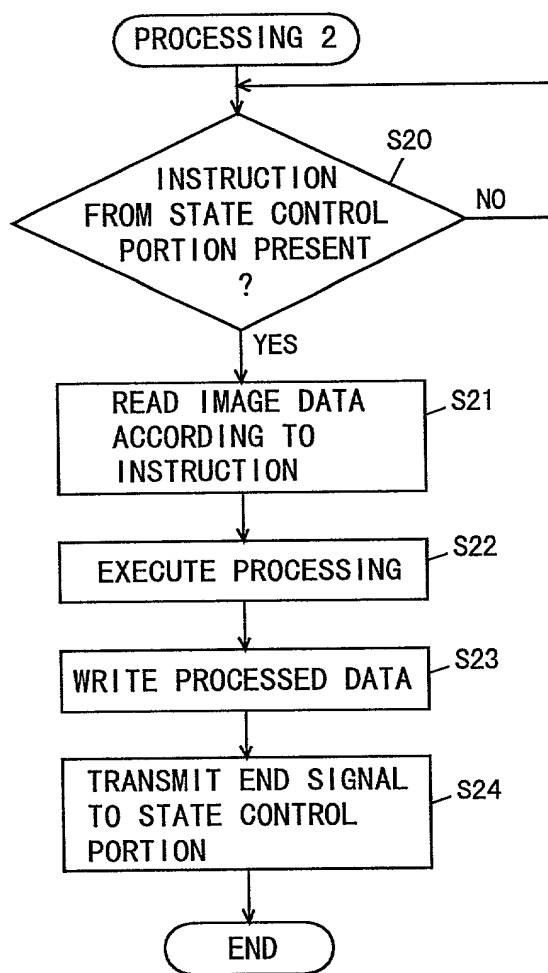 PROCESSING 2
S20
INSTRUCTION
FROM STATE CONTROL
PORTION PRESENT
?
NO
YES
READ IMAGE DATA
ACCORDING TO
INSTRUCTION
S21
EXECUTE PROCESSING
S22
WRITE PROCESSED DATA
S23
TRANSMIT END SIGNAL
TO STATE CONTROL
PORTION
S24
END